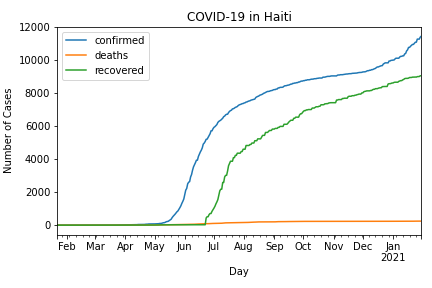 COVID-19 in Haiti
confirmed
deaths
recovered
12000
10000
8000
6000
4000
2000
0
Number of Cases
Feb Mar Apr May Jun Jul Aug Sep Oct Nov Dec Jan
2021
Day